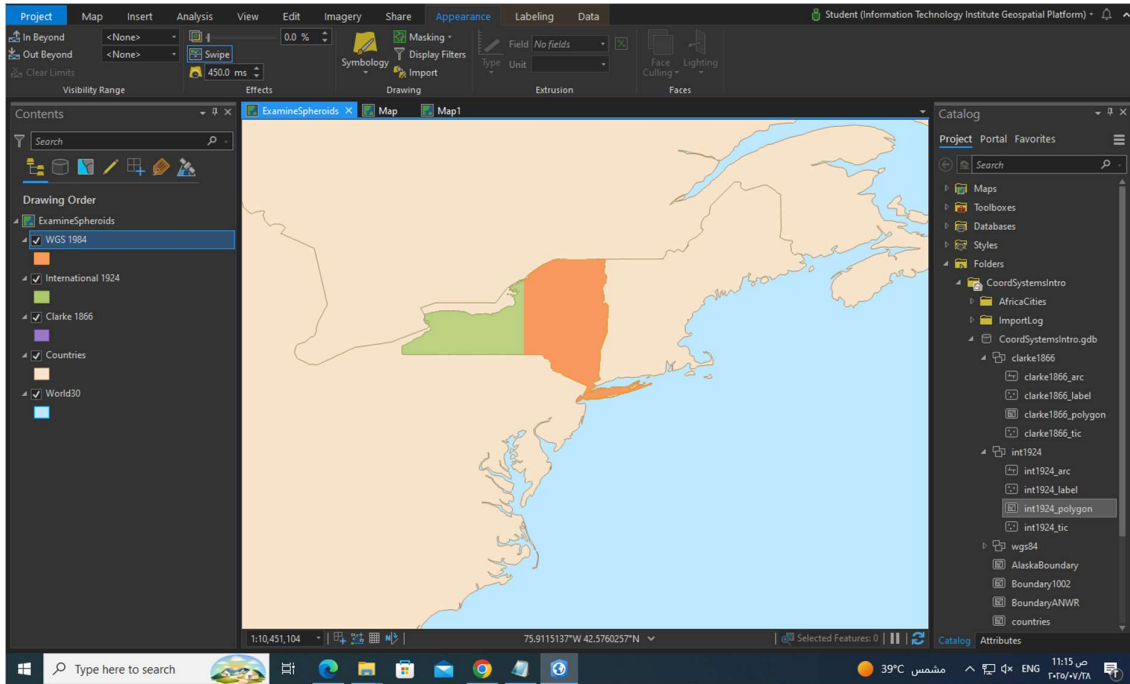 Project Map Insert Analysis View Edit Imagery Share Appearance Labeling Data
Student (Information Technology Institute Geospatial Platform)
In Beyond <None>
Out Beyond <None>
Clear Limits
Visibility Range
0.0 %
Swipe
450.0 ms
Effects
Symbology
Masking
Display Filters
Import
Drawing
Type
Field No fields
Unit
Extrusion
Face Culling
Lighting
Faces
Contents
Search
Drawing Order
ExamineSpheroids
WGS 1984
International 1924
Clarke 1866
Countries
World30
ExamineSpheroids Map Map1
1:10,451,104
75.9115137°W 42.5760257°N
Selected Features: 0
Catalog
Project Portal Favorites
Search
Maps
Toolboxes
Databases
Styles
Folders
CoordSystemsIntro
AfricaCities
ImportLog
CoordSystemsIntro.gdb
clarke1866
clarke1866_arc
clarke1866_label
clarke1866_polygon
clarke1866_tic
int1924
int1924_arc
int1924_label
int1924_polygon
int1924_tic
wgs84
AlaskaBoundary
Boundary1002
BoundaryANWR
countries
Catalog Attributes
Type here to search
39°C مشمس
ENG
11:15 ص
٢٠٢٥/٠٧/٢٨